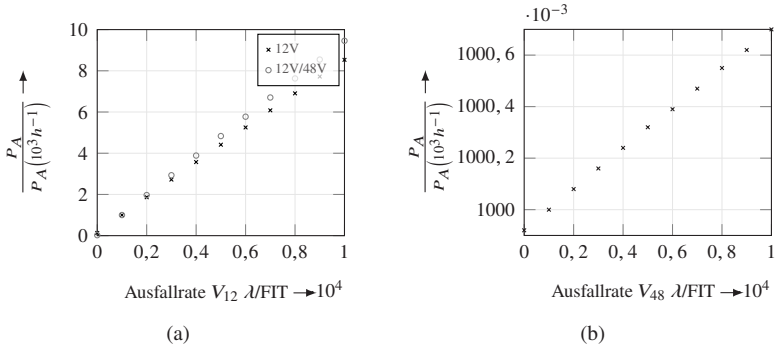 10
8
6
4
2
0
0
0,2
0,4
0,6
0,8
1
P_A
P_A(10^3 h^-1)
12V
12V/48V
Ausfallrate V_12 λ/FIT → 10^4
(a)
·10^-3
1000,6
1000,4
1000,2
1000
0
0,2
0,4
0,6
0,8
1
P_A
P_A(10^3 h^-1)
Ausfallrate V_48 λ/FIT → 10^4
(b)